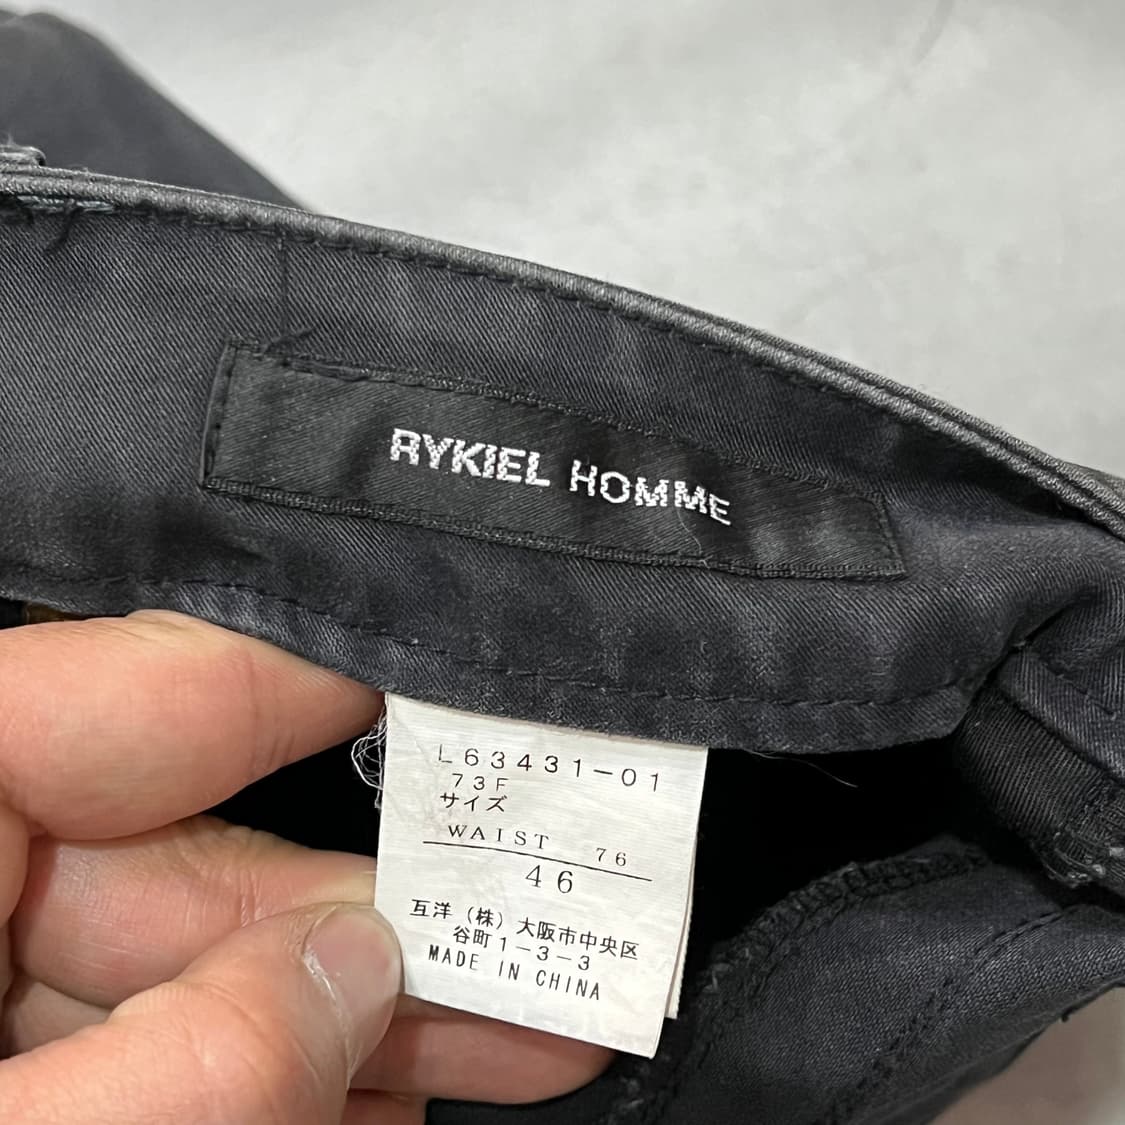 RYKIEL HOMME
L63431-01
73F
サイズ
WAIST 76
46
互洋（株）大阪市中央区
谷町1-3-3
MADE IN CHINA